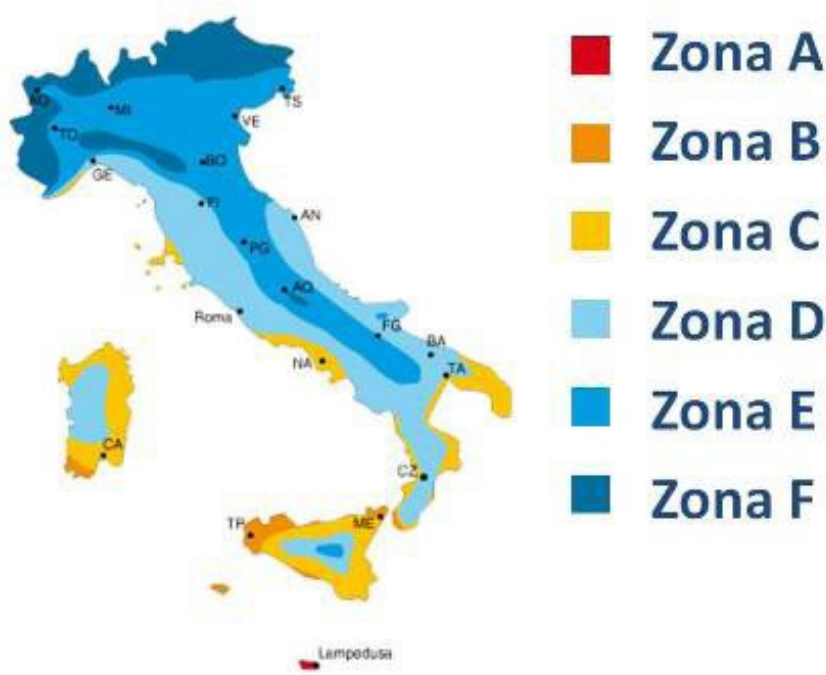 Zona A
Zona B
Zona C
Zona D
Zona E
Zona F
AO
MI
TS
TO
VE
GE
BO
FI
AN
PG
AQ
Roma
FG
BA
NA
TA
CA
CZ
TP
ME
Lampedusa